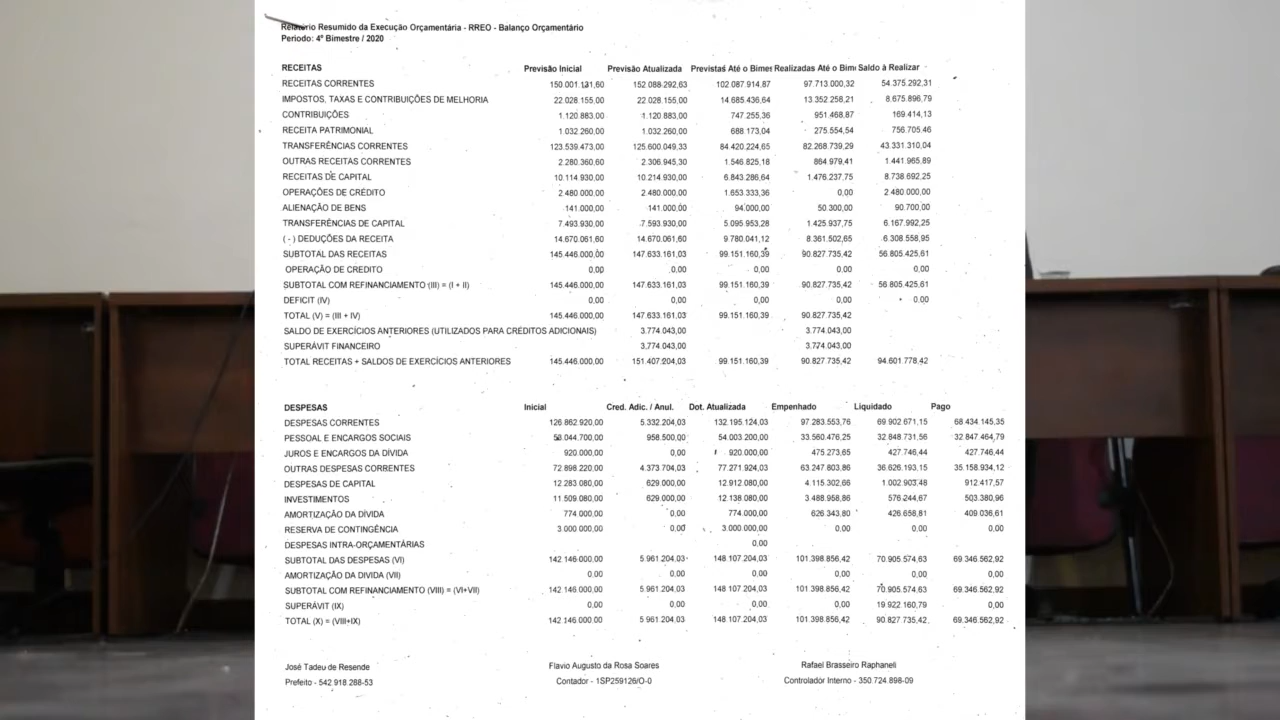 Relatório Resumido da Execução Orçamentária - RREO - Balanço Orçamentário
Periodo: 4º Bimestre / 2020
RECEITAS Previsão Inicial Previsão Atualizada Previstas Até o Bimes Realizadas Até o Bime Saldo à Realizar
RECEITAS CORRENTES 150.001.131,60 152.088.292,63 102.087.914,87 97.713.000,32 54.375.292,31
IMPOSTOS, TAXAS E CONTRIBUIÇÕES DE MELHORIA 22.028.155,00 22.028.155,00 14.685.436,64 13.352.258,21 8.675.896,79
CONTRIBUIÇÕES 1.120.883,00 1.120.883,00 747.255,36 951.468,87 169.414,13
RECEITA PATRIMONIAL 1.032.260,00 1.032.260,00 688.173,04 275.554,54 756.705,46
TRANSFERÊNCIAS CORRENTES 123.539.473,00 125.600.049,33 84.420.224,65 82.268.739,29 43.331.310,04
OUTRAS RECEITAS CORRENTES 2.280.360,60 2.306.945,30 1.546.825,18 864.979,41 1.441.965,89
RECEITAS DE CAPITAL 10.114.930,00 10.214.930,00 6.843.286,64 1.476.237,75 8.738.692,25
OPERAÇÕES DE CRÉDITO 2.480.000,00 2.480.000,00 1.653.333,36 0,00 2.480.000,00
ALIENAÇÃO DE BENS 141.000,00 141.000,00 94.000,00 50.300,00 90.700,00
TRANSFERÊNCIAS DE CAPITAL 7.493.930,00 7.593.930,00 5.095.953,28 1.425.937,75 6.167.992,25
( - ) DEDUÇÕES DA RECEITA 14.670.061,60 14.670.061,60 9.780.041,12 8.361.502,65 6.308.558,95
SUBTOTAL DAS RECEITAS 145.446.000,00 147.633.161,03 99.151.160,39 90.827.735,42 56.805.425,61
OPERAÇÃO DE CREDITO 0,00 0,00 0,00 0,00 0,00
SUBTOTAL COM REFINANCIAMENTO (III) = (I + II) 145.446.000,00 147.633.161,03 99.151.160,39 90.827.735,42 56.805.425,61
DEFICIT (IV) 0,00 0,00 0,00 0,00 0,00
TOTAL (V) = (III + IV) 145.446.000,00 147.633.161,03 99.151.160,39 90.827.735,42
SALDO DE EXERCÍCIOS ANTERIORES (UTILIZADOS PARA CRÉDITOS ADICIONAIS) 3.774.043,00 3.774.043,00
SUPERÁVIT FINANCEIRO 3,774.043,00 3.774.043,00
TOTAL RECEITAS + SALDOS DE EXERCÍCIOS ANTERIORES 145.446.000,00 151.407.204,03 99.151.160,39 90.827.735,42 94.601.778,42
DESPESAS Inicial Cred. Adic. / Anul. Dot. Atualizada Empenhado Liquidado Pago
DESPESAS CORRENTES 126.862.920,00 5.332.204,03 132.195.124,03 97.283.553,76 69.902.671,15 68.434.145,35
PESSOAL E ENCARGOS SOCIAIS 53.044.700,00 958.500,00 54.003.200,00 33.560.476,25 32.848.731,56 32.847.464,79
JUROS E ENCARGOS DA DÍVIDA 920.000,00 0,00 920.000,00 475.273,65 427.746,44 427.746,44
OUTRAS DESPESAS CORRENTES 72.898.220,00 4.373.704,03 77.271.924,03 63.247.803,86 36.626.193,15 35.158.934,12
DESPESAS DE CAPITAL 12.283.080,00 629.000,00 12.912.080,00 4.115.302,66 1.002.903,48 912.417,57
INVESTIMENTOS 11.509.080,00 629.000,00 12.138.080,00 3.488.958,86 576.244,67 503.380,96
AMORTIZAÇÃO DA DÍVIDA 774.000,00 0,00 774.000,00 626.343,80 426.658,81 409.036,61
RESERVA DE CONTINGÊNCIA 3.000.000,00 0,00 3.000.000,00 0,00 0,00 0,00
DESPESAS INTRA-ORÇAMENTÁRIAS 0,00
SUBTOTAL DAS DESPESAS (VI) 142.146.000,00 5.961.204,03 148.107.204,03 101.398.856,42 70.905.574,63 69.346.562,92
AMORTIZAÇÃO DA DIVIDA (VII) 0,00 0,00 0,00 0,00 0,00 0,00
SUBTOTAL COM REFINANCIAMENTO (VIII) = (VI+VII) 142.146.000,00 5.961.204,03 148.107.204,03 101.398.856,42 70.905.574,63 69.346.562,92
SUPERÁVIT (IX) 0,00 0,00 0,00 0,00 19.922.160,79 0,00
TOTAL (X) = (VIII+IX) 142.146.000,00 5.961.204,03 148.107.204,03 101.398.856,42 90.827.735,42 69.346.562,92
José Tadeu de Resende Flavio Augusto da Rosa Soares Rafael Brasseiro Raphaneli
Prefeito - 542.918.288-53 Contador - 1SP259126/O-0 Controlador Interno - 350.724.898-09